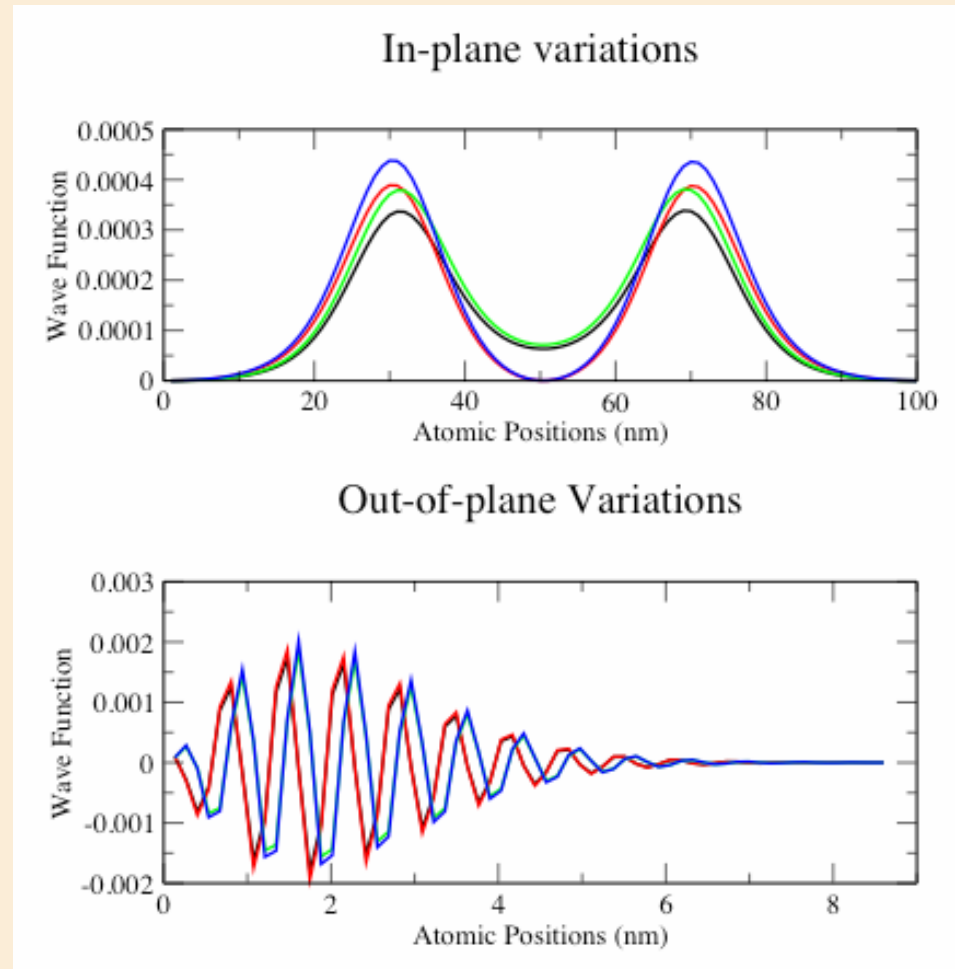 In-plane variations
0.0005
0.0004
0.0003
0.0002
0.0001
0
Wave Function
0 20 40 60 80 100
Atomic Positions (nm)
Out-of-plane Variations
0.003
0.002
0.001
0
-0.001
-0.002
Wave Function
0 2 4 6 8
Atomic Positions (nm)